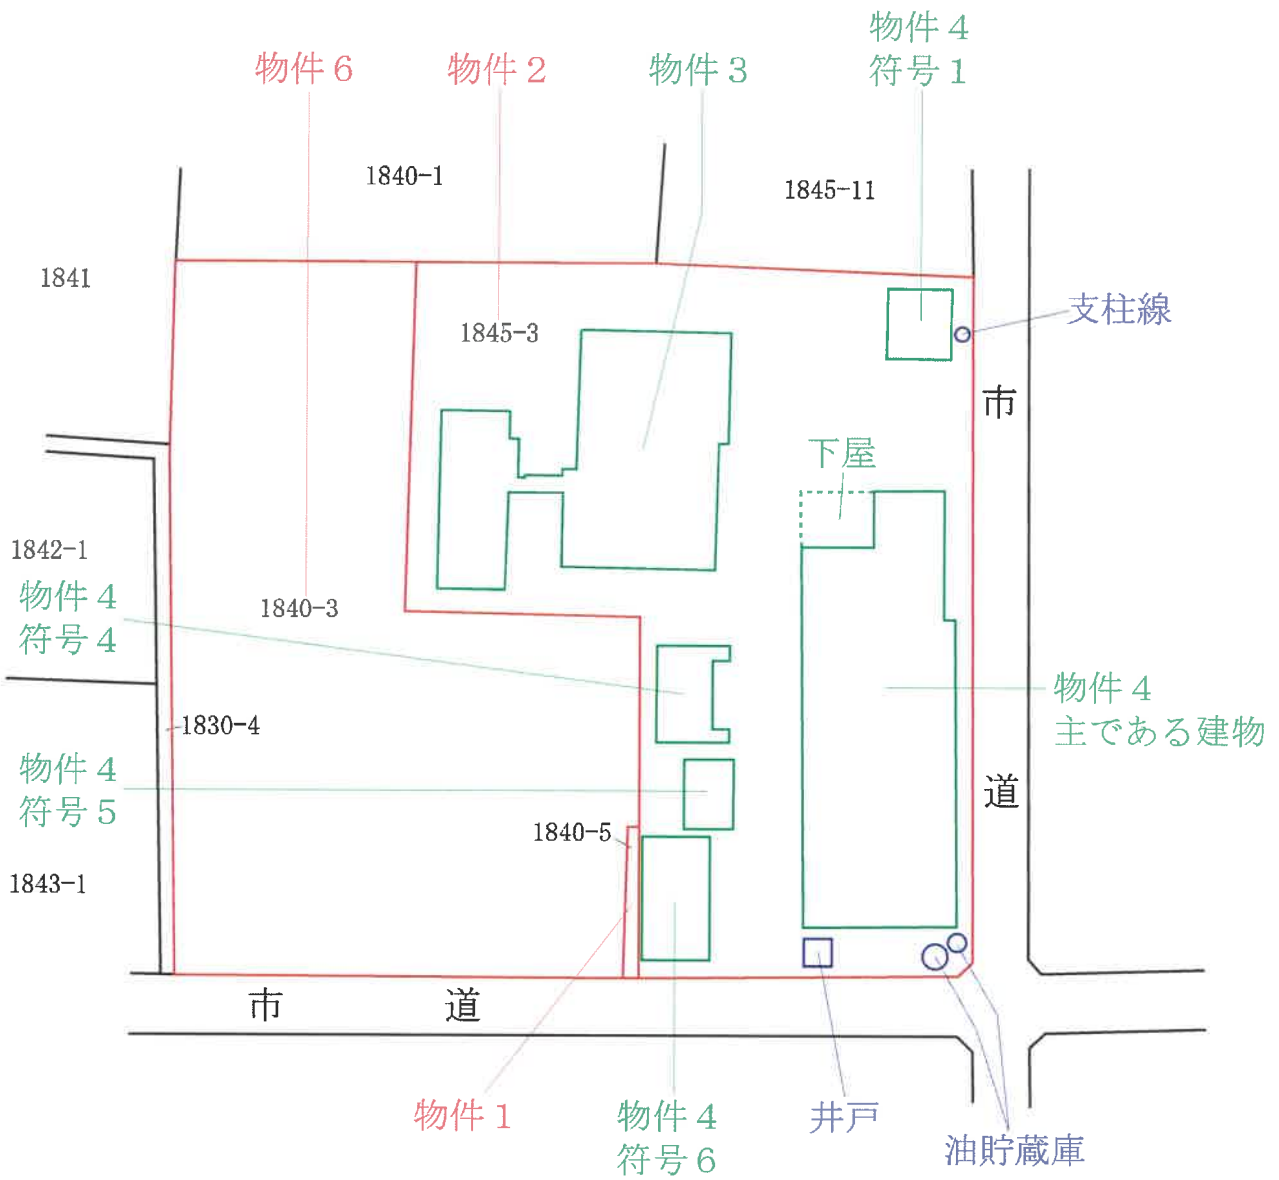 物件4
符号1
物件6
物件2
物件3
1840-1
1845-11
1841
支柱線
1845-3
市
下屋
1842-1
物件4
符号4
1840-3
物件4
主である建物
1830-4
物件4
符号5
道
1840-5
1843-1
市 道
物件1
物件4
符号6
井戸
油貯蔵庫